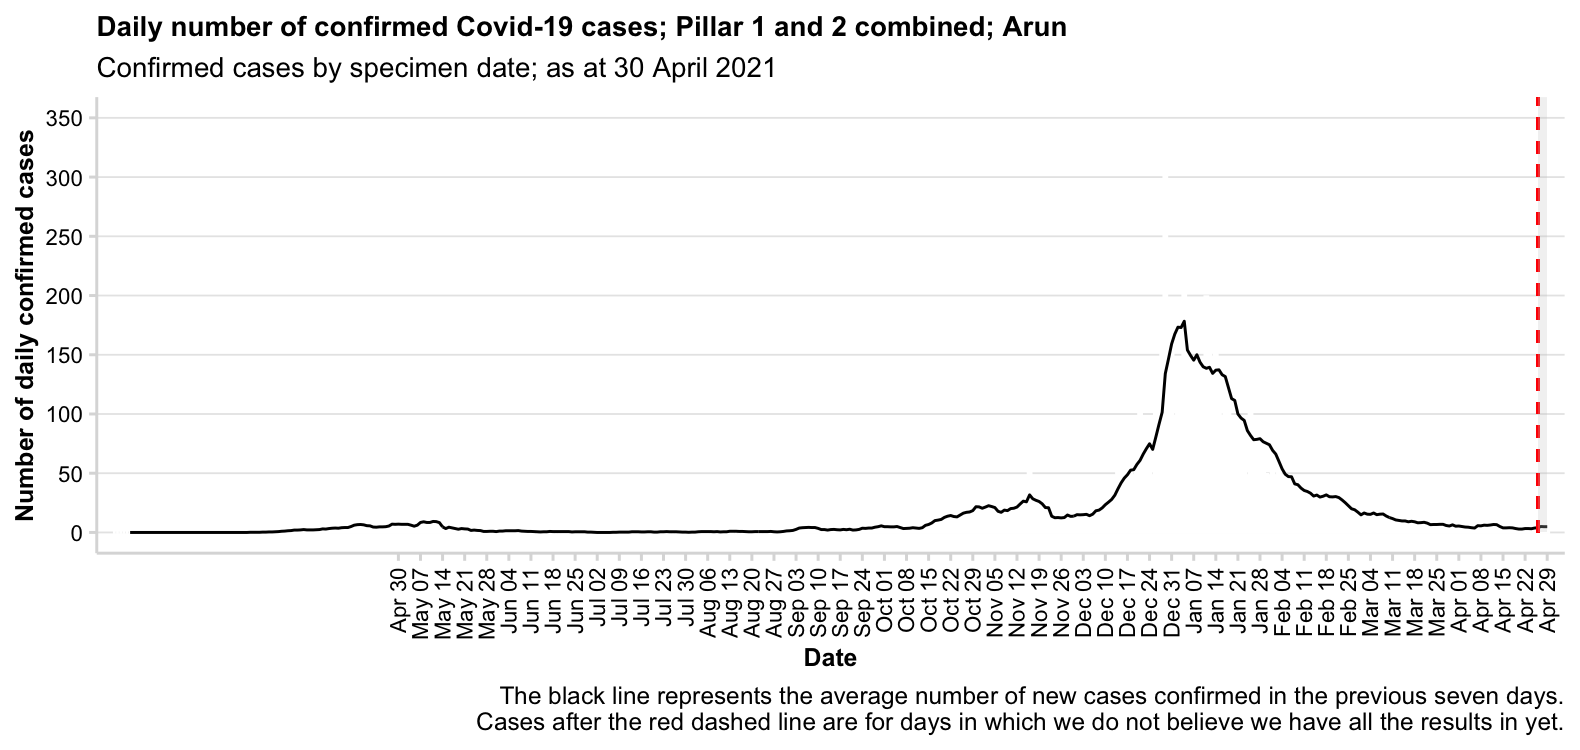 Daily number of confirmed Covid-19 cases; Pillar 1 and 2 combined; Arun
Confirmed cases by specimen date; as at 30 April 2021
Number of daily confirmed cases
350
300
250
200
150
100
50
0
Apr 30
May 07
May 14
May 21
May 28
Jun 04
Jun 11
Jun 18
Jun 25
Jul 02
Jul 09
Jul 16
Jul 23
Jul 30
Aug 06
Aug 13
Aug 20
Aug 27
Sep 03
Sep 10
Sep 17
Sep 24
Oct 01
Oct 08
Oct 15
Oct 22
Oct 29
Nov 05
Nov 12
Nov 19
Nov 26
Dec 03
Dec 10
Dec 17
Dec 24
Dec 31
Jan 07
Jan 14
Jan 21
Jan 28
Feb 04
Feb 11
Feb 18
Feb 25
Mar 04
Mar 11
Mar 18
Mar 25
Apr 01
Apr 08
Apr 15
Apr 22
Apr 29
Date
The black line represents the average number of new cases confirmed in the previous seven days.
Cases after the red dashed line are for days in which we do not believe we have all the results in yet.